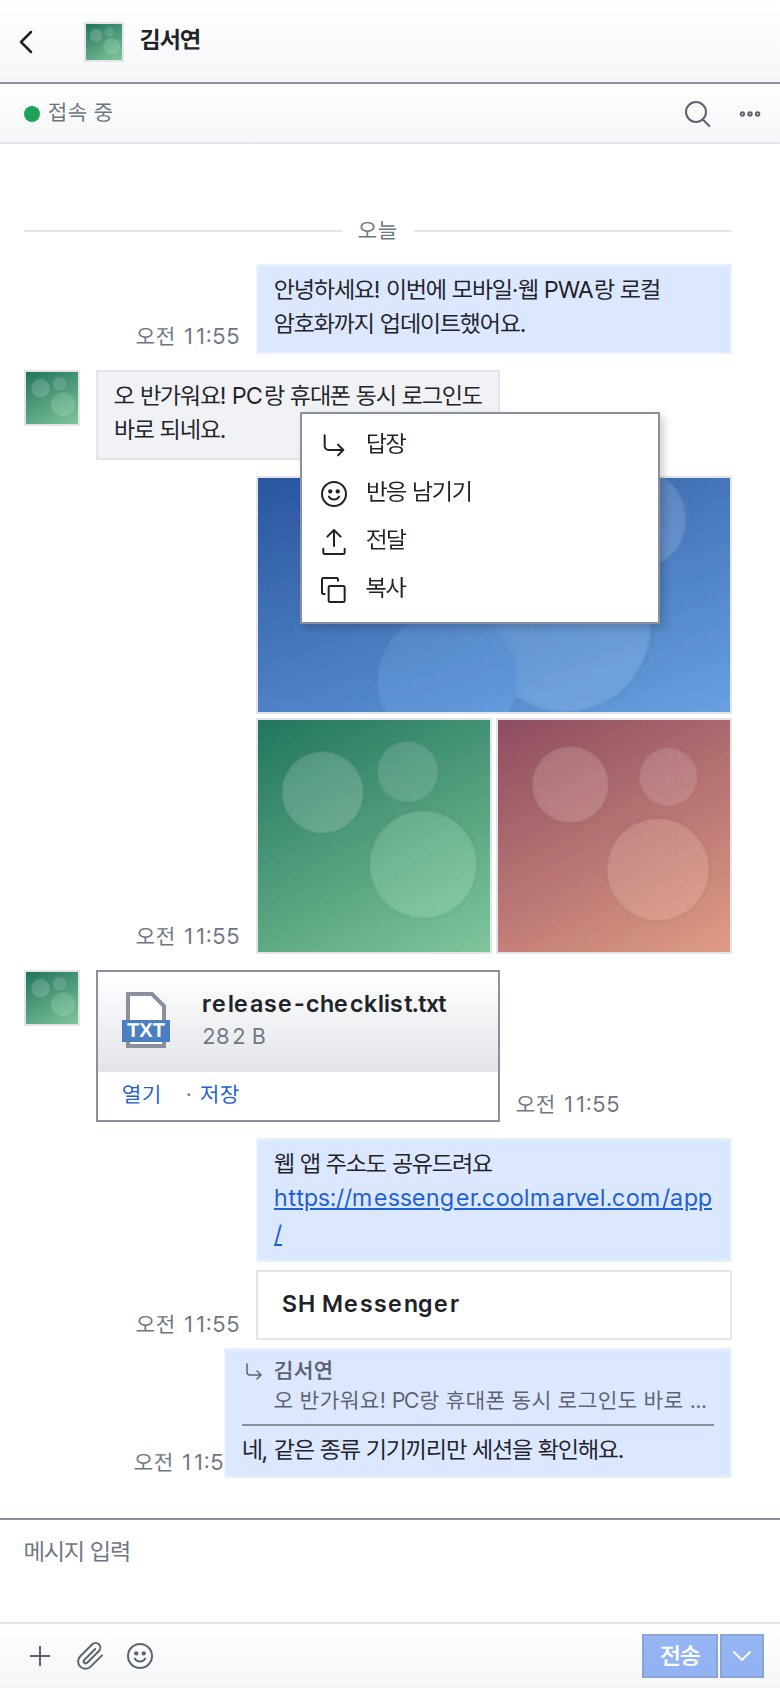 김서연
접속 중
오늘
안녕하세요! 이번에 모바일·웹 PWA랑 로컬
암호화까지 업데이트했어요.
오전 11:55
오 반가워요! PC랑 휴대폰 동시 로그인도
바로 되네요.
답장
반응 남기기
전달
복사
오전 11:55
release-checklist.txt
TXT
282 B
열기 · 저장
오전 11:55
웹 앱 주소도 공유드려요
https://messenger.coolmarvel.com/app
/
SH Messenger
오전 11:55
김서연
오 반가워요! PC랑 휴대폰 동시 로그인도 바로 ...
네, 같은 종류 기기끼리만 세션을 확인해요.
오전 11:5
메시지 입력
전송